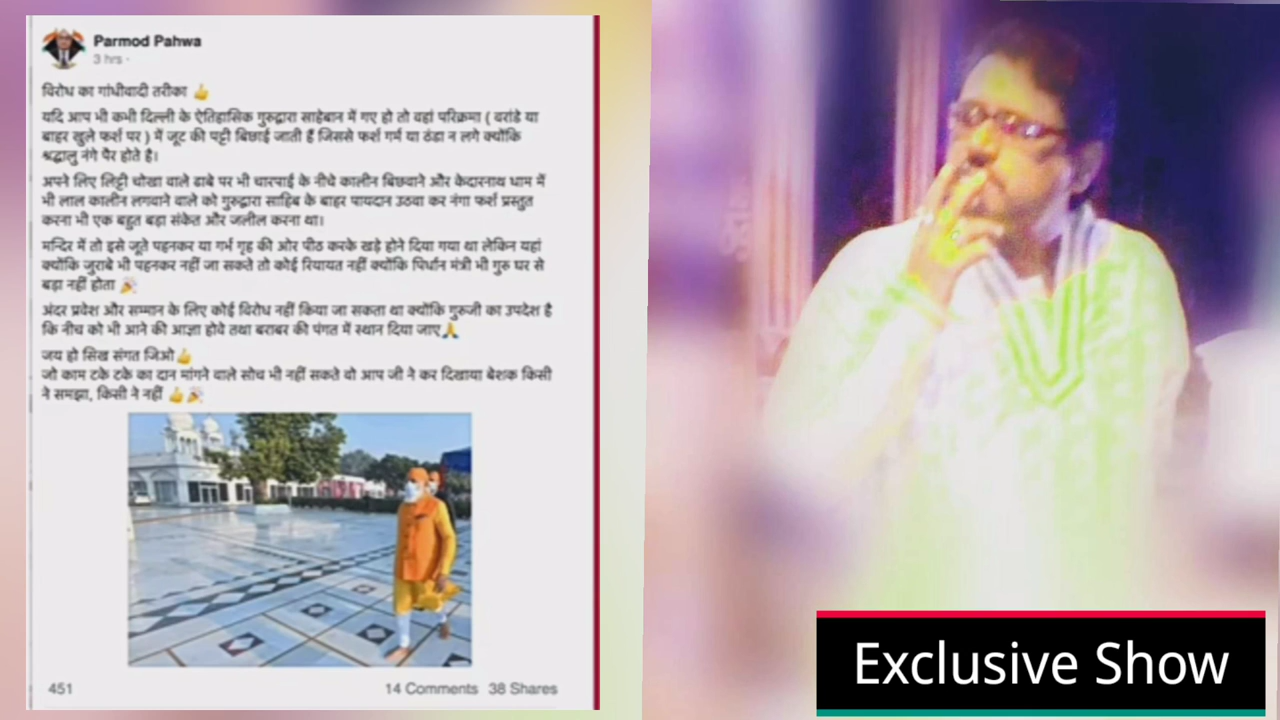 Parmod Pahwa
3 hrs ·
विरोध का गांधीवादी तरीका 👍
यदि आप भी कभी दिल्ली के ऐतिहासिक गुरुद्वारा साहेबान में गए हो तो वहां परिक्रमा ( वरांडे या
बाहर खुले फर्श पर ) में जूट की पट्टी बिछाई जाती हैं जिससे फर्श गर्म या ठंडा न लगे क्योंकि
श्रद्धालु नंगे पैर होते है।
अपने लिए लिट्टी चोखा वाले ढाबे पर भी चारपाई के नीचे कालीन बिछवाने और केदारनाथ धाम में
भी लाल कालीन लगवाने वाले को गुरुद्वारा साहिब के बाहर पायदान उठवा कर नंगा फर्श प्रस्तुत
करना भी एक बहुत बड़ा संकेत और जलील करना था।
मन्दिर में तो इसे जूते पहनकर या गर्भ गृह की ओर पीठ करके खड़े होने दिया गया था लेकिन यहां
क्योंकि जुराबे भी पहनकर नहीं जा सकते तो कोई रियायत नहीं क्योंकि पिर्धान मंत्री भी गुरु घर से
बड़ा नहीं होता 🎉
अंदर प्रवेश और सम्मान के लिए कोई विरोध नहीं किया जा सकता था क्योंकि गुरूजी का उपदेश है
कि नीच को भी आने की आज्ञा होवे तथा बराबर की पंगत में स्थान दिया जाए🙏
जय हो सिख संगत जिओ👍
जो काम टके टके का दान मांगने वाले सोच भी नहीं सकते वो आप जी ने कर दिखाया बेशक किसी
ने समझा, किसी ने नहीं 👍🎉
451 14 Comments 38 Shares
Exclusive Show